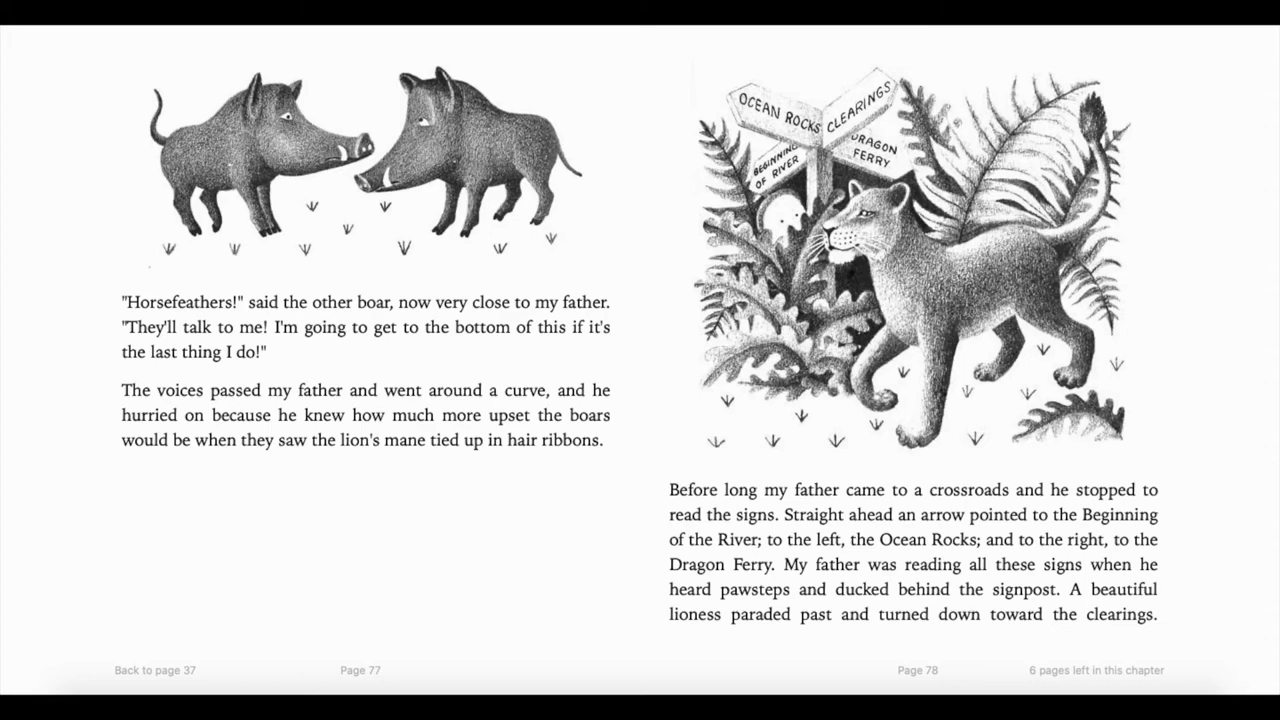 "Horsefeathers!" said the other boar, now very close to my father.
"They'll talk to me! I'm going to get to the bottom of this if it's
the last thing I do!"
The voices passed my father and went around a curve, and he
hurried on because he knew how much more upset the boars
would be when they saw the lion's mane tied up in hair ribbons.
Back to page 37
Page 77
OCEAN ROCKS
CLEARINGS
BEGINNING
OF RIVER
DRAGON
FERRY
Before long my father came to a crossroads and he stopped to
read the signs. Straight ahead an arrow pointed to the Beginning
of the River; to the left, the Ocean Rocks; and to the right, to the
Dragon Ferry. My father was reading all these signs when he
heard pawsteps and ducked behind the signpost. A beautiful
lioness paraded past and turned down toward the clearings.
Page 78
6 pages left in this chapter